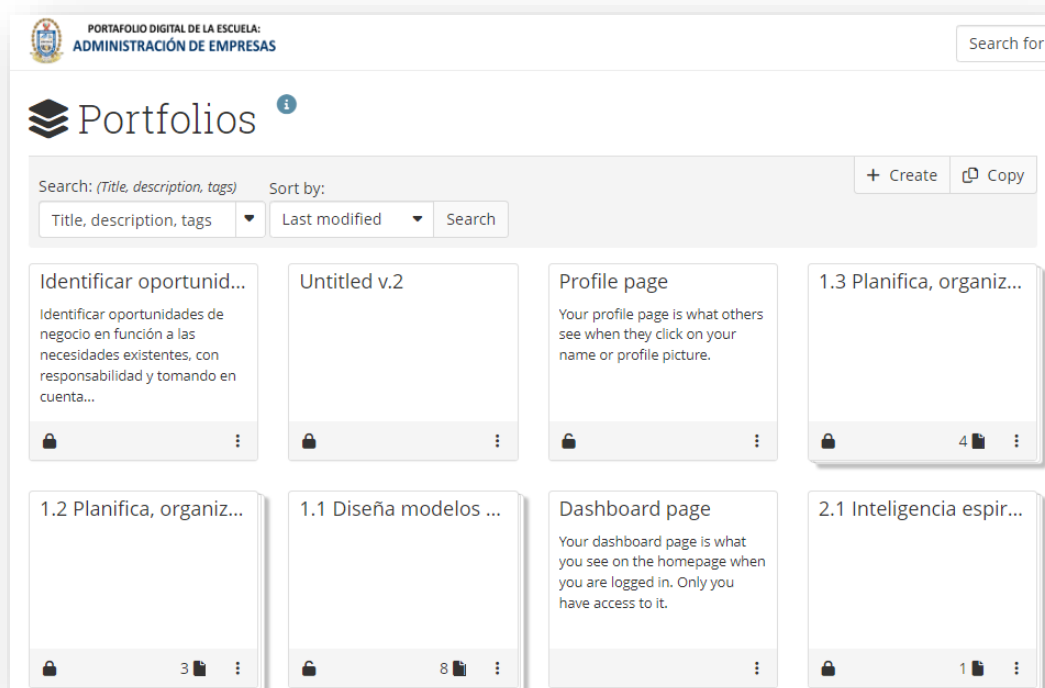 PORTAFOLIO DIGITAL DE LA ESCUELA:
ADMINISTRACIÓN DE EMPRESAS
Search for
Portfolios
Search: (Title, description, tags)
Sort by:
+ Create
Copy
Title, description, tags
Last modified
Search
Identificar oportunid...
Identificar oportunidades de
negocio en función a las
necesidades existentes, con
responsabilidad y tomando en
cuenta...
Untitled v.2
Profile page
Your profile page is what others
see when they click on your
name or profile picture.
1.3 Planifica, organiz...
4
1.2 Planifica, organiz...
3
1.1 Diseña modelos ...
8
Dashboard page
Your dashboard page is what
you see on the homepage when
you are logged in. Only you
have access to it.
2.1 Inteligencia espir...
1